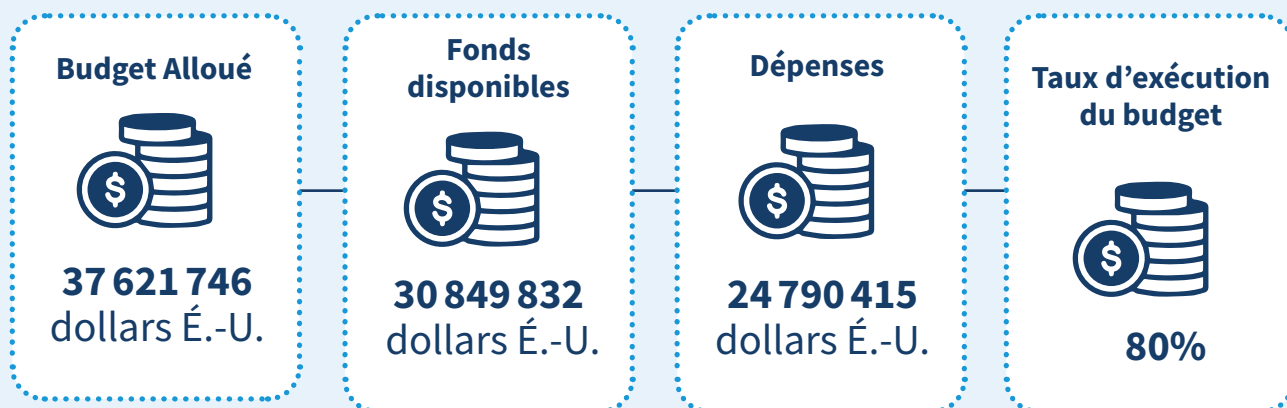 Budget Alloué
$
37 621 746
dollars É.-U.
Fonds
disponibles
$
30 849 832
dollars É.-U.
Dépenses
$
24 790 415
dollars É.-U.
Taux d’exécution
du budget
$
80%